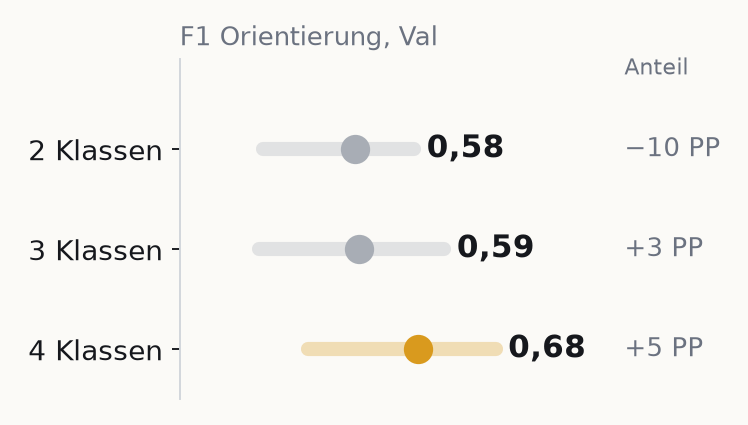 F1 Orientierung, Val
Anteil
2 Klassen 0,58 −10 PP
3 Klassen 0,59 +3 PP
4 Klassen 0,68 +5 PP